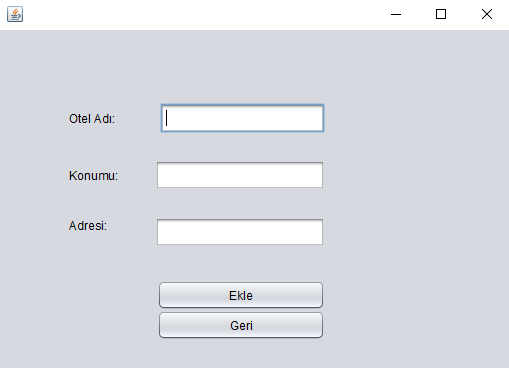 Otel Adı:
Konumu:
Adresi:
Ekle
Geri